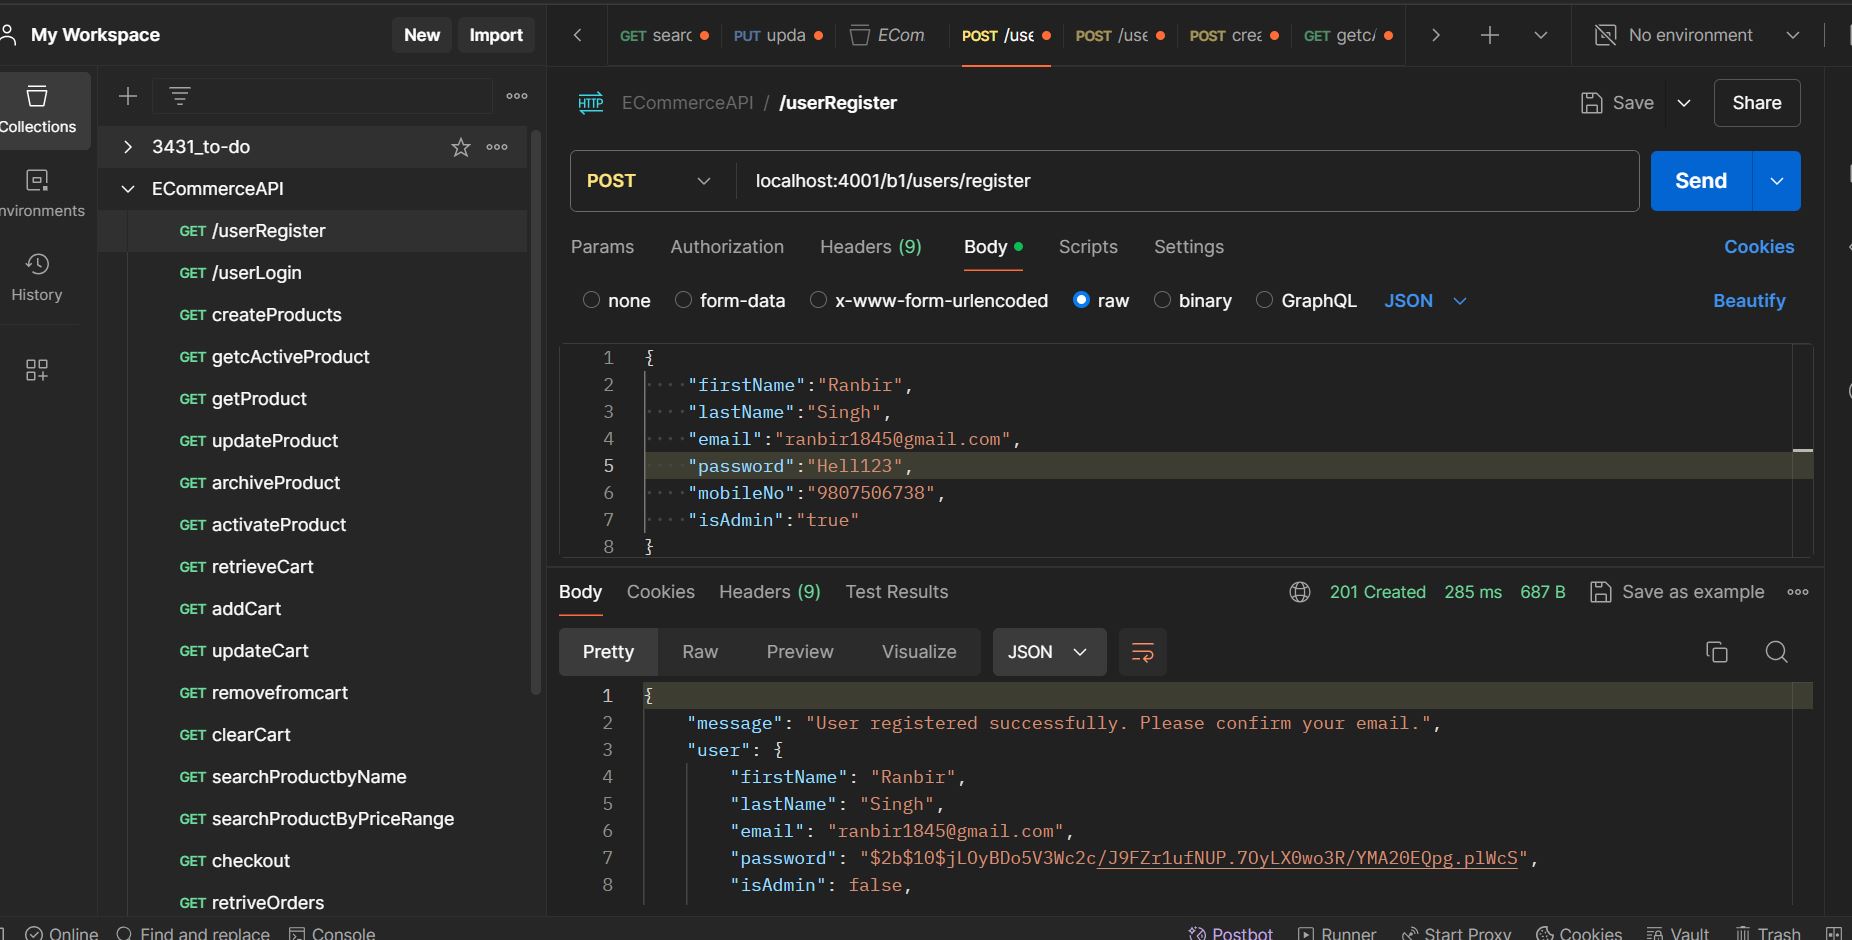 My Workspace
New
Import
GET searc
PUT upda
ECom
POST /use
POST /use
POST crea
GET getcA
No environment
Collections
nvironments
History
3431_to-do
ECommerceAPI
GET /userRegister
GET /userLogin
GET createProducts
GET getcActiveProduct
GET getProduct
GET updateProduct
GET archiveProduct
GET activateProduct
GET retrieveCart
GET addCart
GET updateCart
GET removefromcart
GET clearCart
GET searchProductbyName
GET searchProductByPriceRange
GET checkout
GET retriveOrders
HTTP ECommerceAPI / /userRegister
Save
Share
POST localhost:4001/b1/users/register
Send
Params Authorization Headers (9) Body Scripts Settings
Cookies
none form-data x-www-form-urlencoded raw binary GraphQL JSON
Beautify
1 {
2 ····"firstName":"Ranbir",
3 ····"lastName":"Singh",
4 ····"email":"ranbir1845@gmail.com",
5 ····"password":"Hell123",
6 ····"mobileNo":"9807506738",
7 ····"isAdmin":"true"
8 }
Body Cookies Headers (9) Test Results
201 Created 285 ms 687 B
Save as example
Pretty Raw Preview Visualize JSON
1 {
2 "message": "User registered successfully. Please confirm your email.",
3 "user": {
4 "firstName": "Ranbir",
5 "lastName": "Singh",
6 "email": "ranbir1845@gmail.com",
7 "password": "$2b$10$jLOyBDo5V3Wc2c/J9FZr1ufNUP.7OyLX0wo3R/YMA20EQpg.plWcS",
8 "isAdmin": false,
Online Find and replace Console
Postbot Runner Start Proxy Cookies Vault Trash